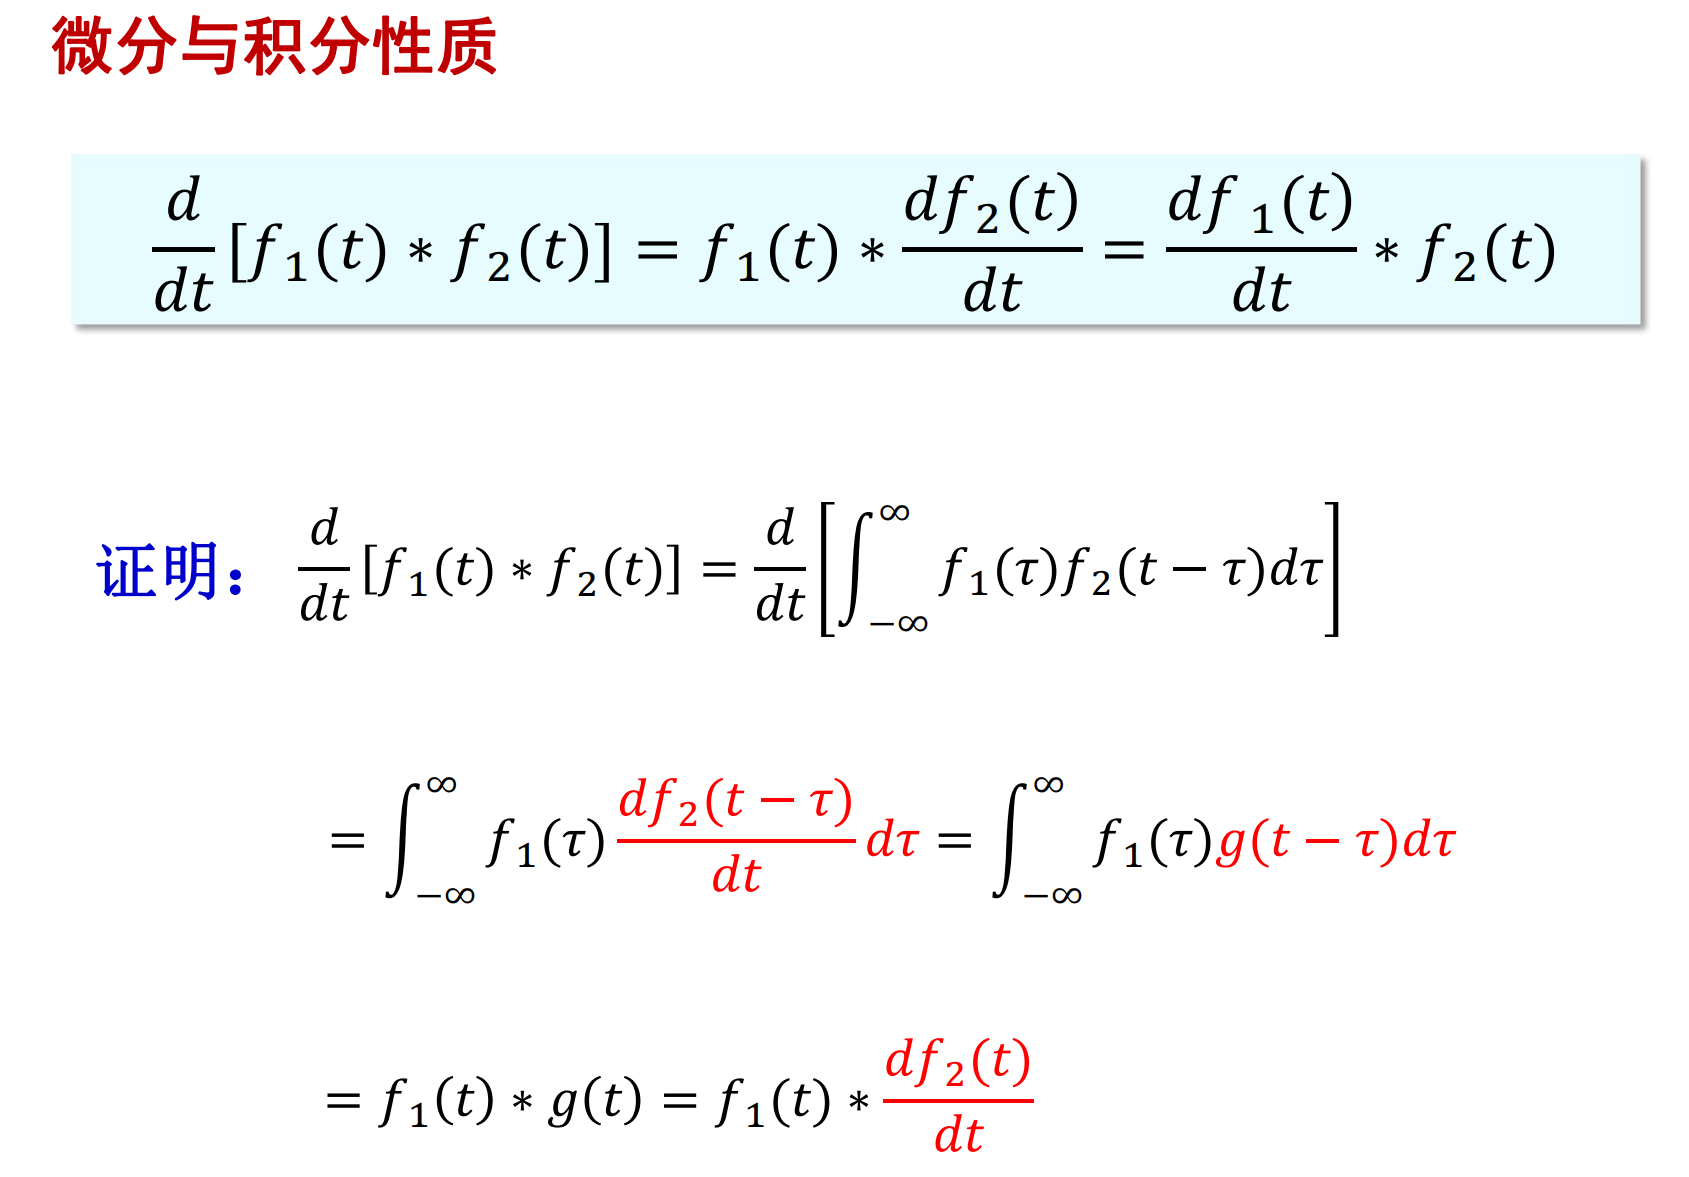 微分与积分性质
$\frac{d}{dt}[f_1(t) * f_2(t)] = f_1(t) * \frac{df_2(t)}{dt} = \frac{df_1(t)}{dt} * f_2(t)$
证明： $\frac{d}{dt}[f_1(t) * f_2(t)] = \frac{d}{dt}\left[\int_{-\infty}^{\infty} f_1(\tau)f_2(t-\tau)d\tau\right]$
$= \int_{-\infty}^{\infty} f_1(\tau)\frac{df_2(t-\tau)}{dt}d\tau = \int_{-\infty}^{\infty} f_1(\tau)g(t-\tau)d\tau$
$= f_1(t) * g(t) = f_1(t) * \frac{df_2(t)}{dt}$